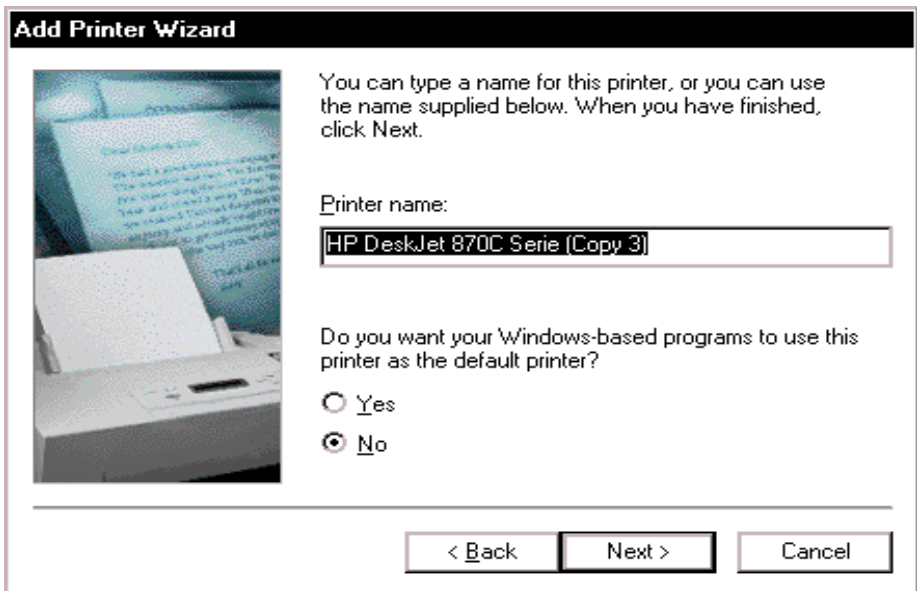 Add Printer Wizard
You can type a name for this printer, or you can use
the name supplied below. When you have finished,
click Next.
Printer name:
HP DeskJet 870C Serie (Copy 3)
Do you want your Windows-based programs to use this
printer as the default printer?
Yes
No
< Back
Next >
Cancel